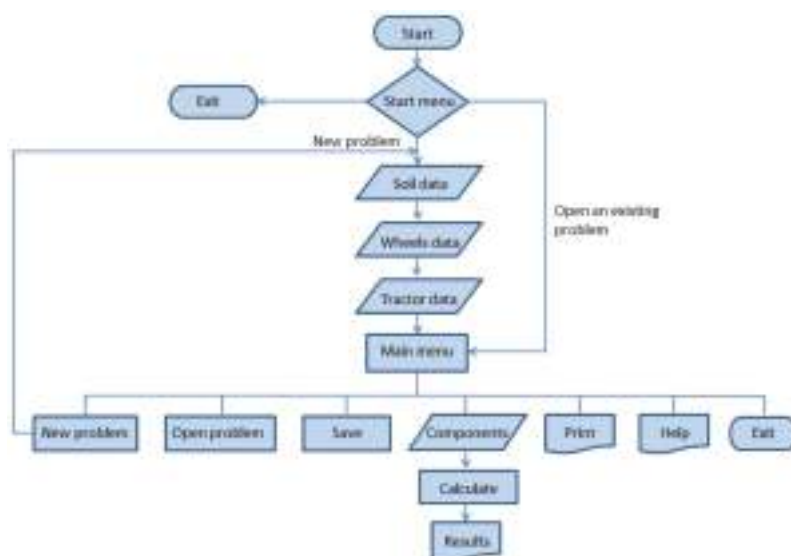 Start
Exit
Start menu
New problem
Soil data
Open an existing
problem
Wheels data
Tractor data
Main menu
New problem
Open problem
Save
Components
Print
Help
Exit
Calculate
Results